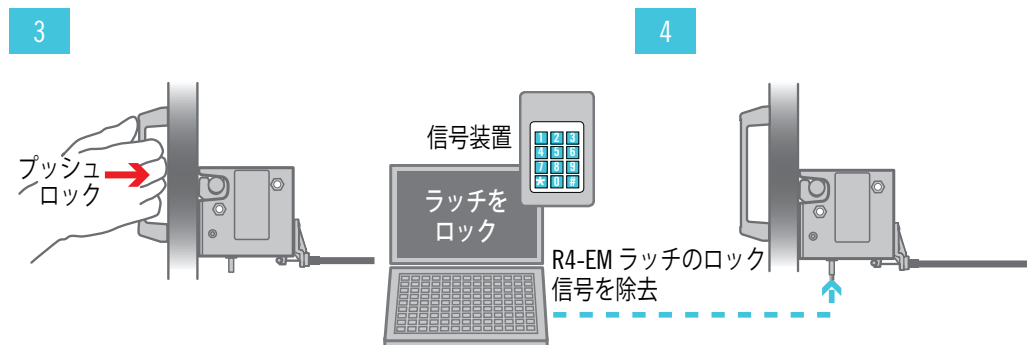 3
プッシュ
ロック
信号装置
1 2 3
4 5 6
7 8 9
* 0 #
ラッチを
ロック
4
R4-EM ラッチのロック
信号を除去